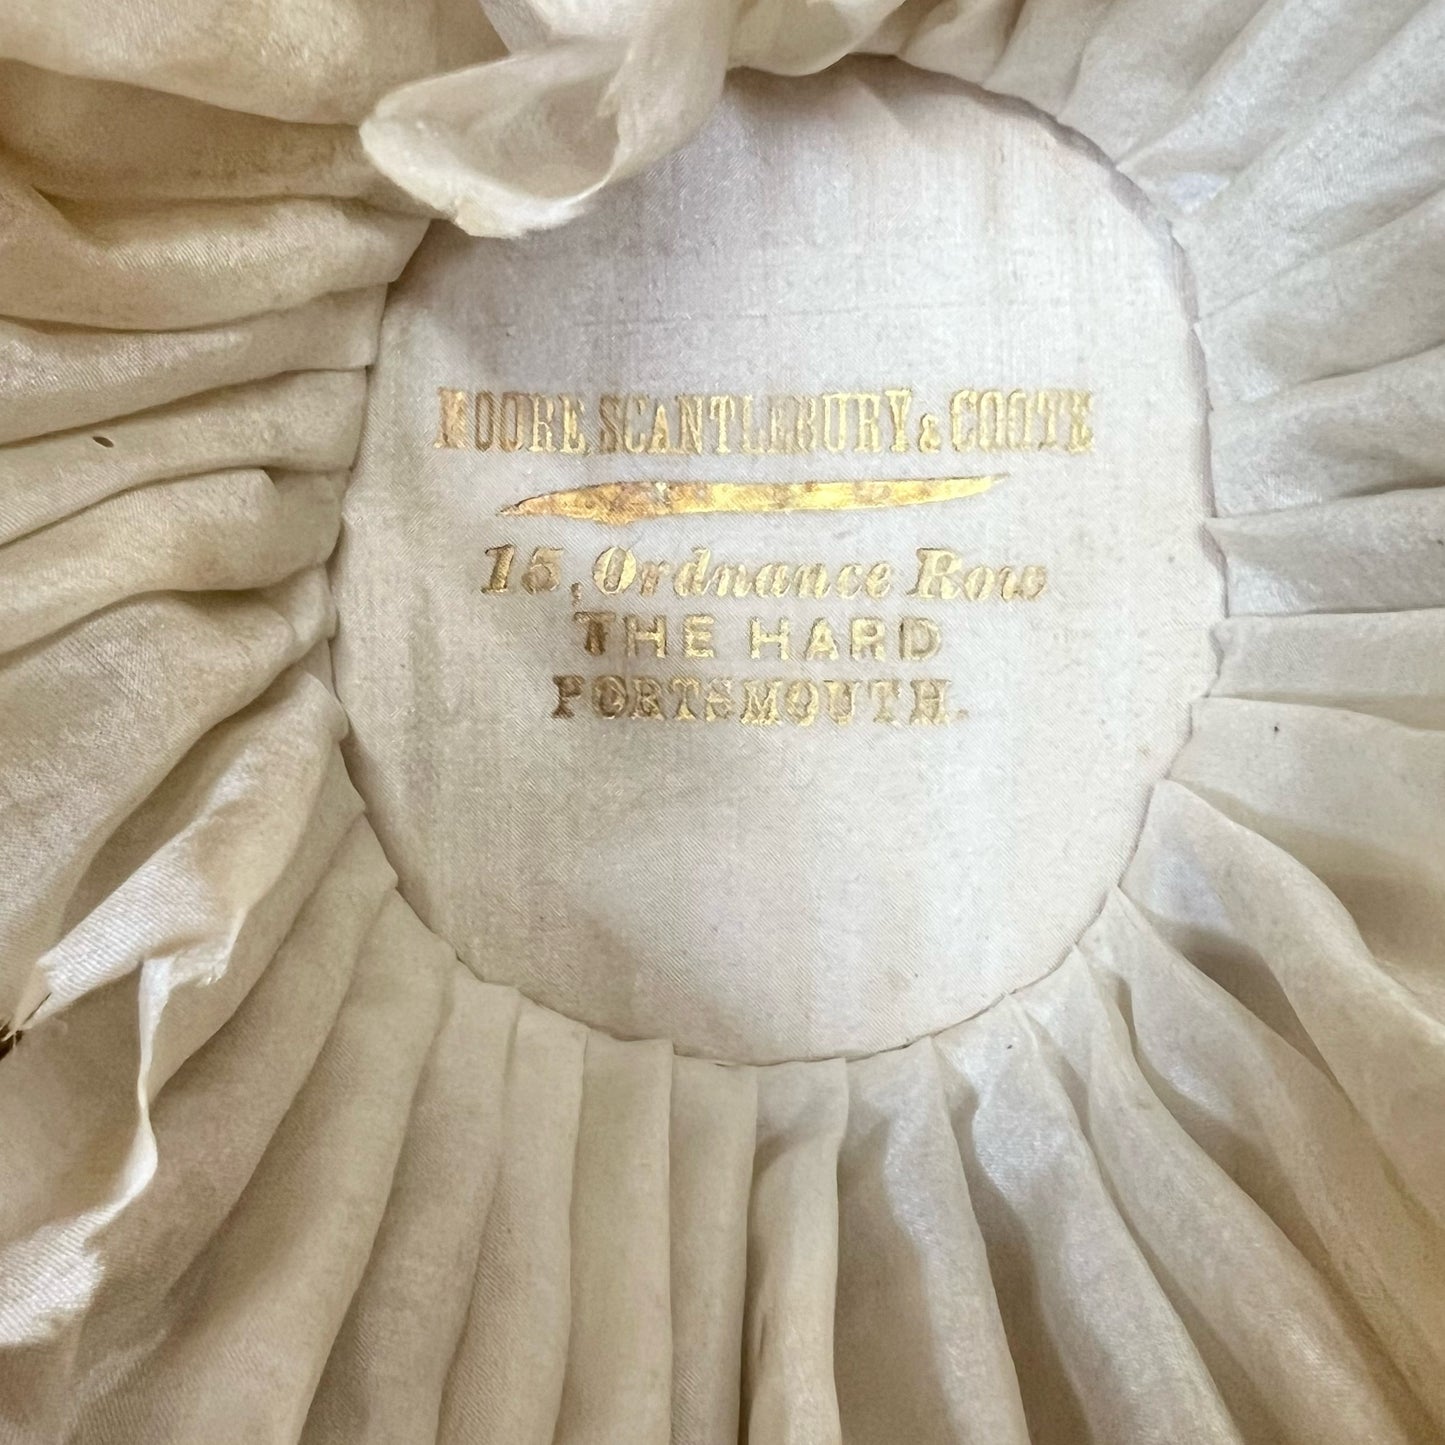 MOORE, SCANTLEBURY & COOTE
15, Ordnance Row
THE HARD
PORTSMOUTH.